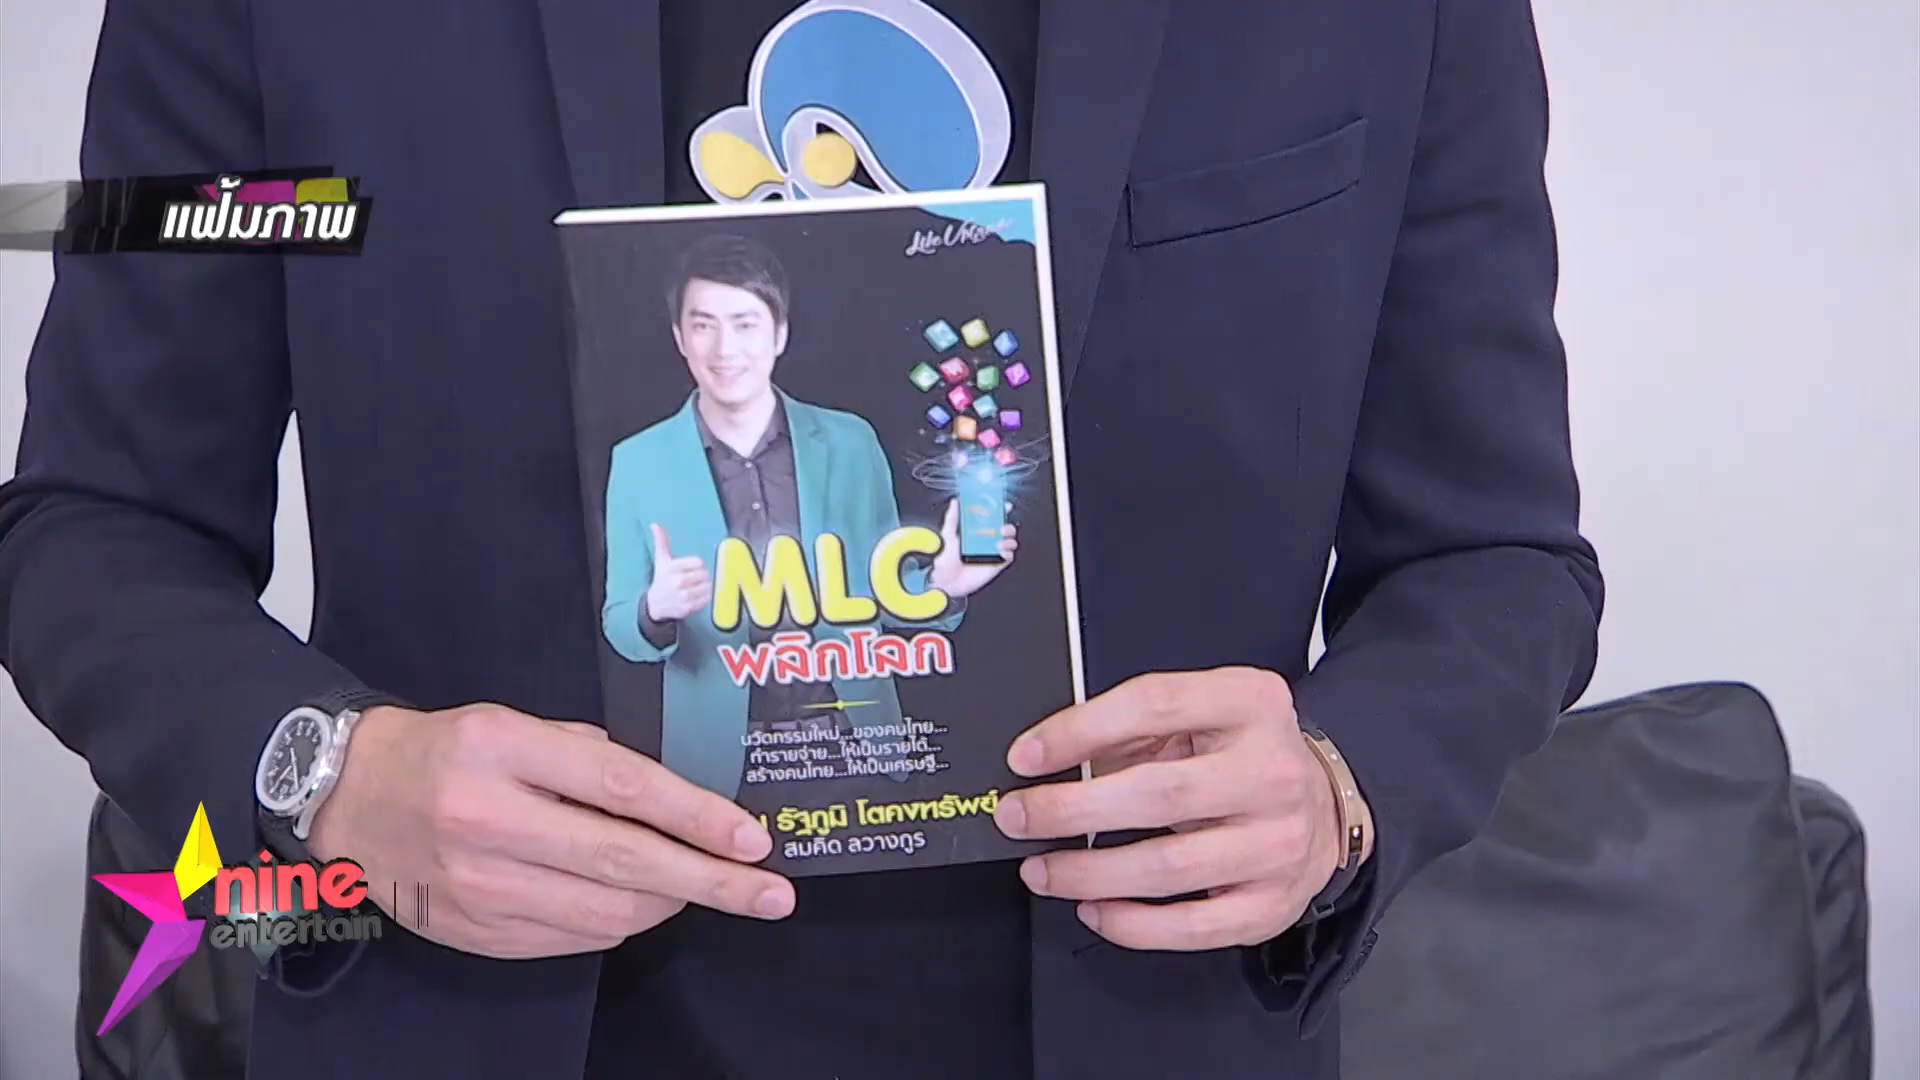 แฟ้มภาพ
Life Upgrade
MLC
พลิกโลก
นวัตกรรมใหม่...ของคนไทย...
ทำรายจ่าย...ให้เป็นรายได้...
สร้างคนไทย...ให้เป็นเศรษฐี...
รัฐภูมิ โตคงทรัพย์
สมคิด ลวางกูร
nine
entertain